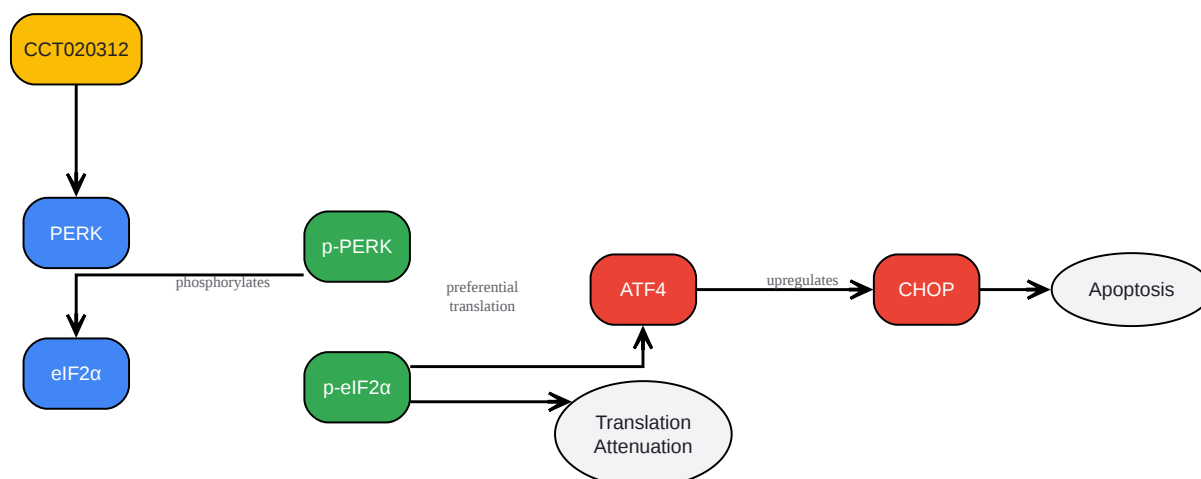 CCT020312
PERK
p-PERK
phosphorylates
preferential
translation
ATF4
upregulates
CHOP
Apoptosis
eIF2α
p-eIF2α
Translation
Attenuation